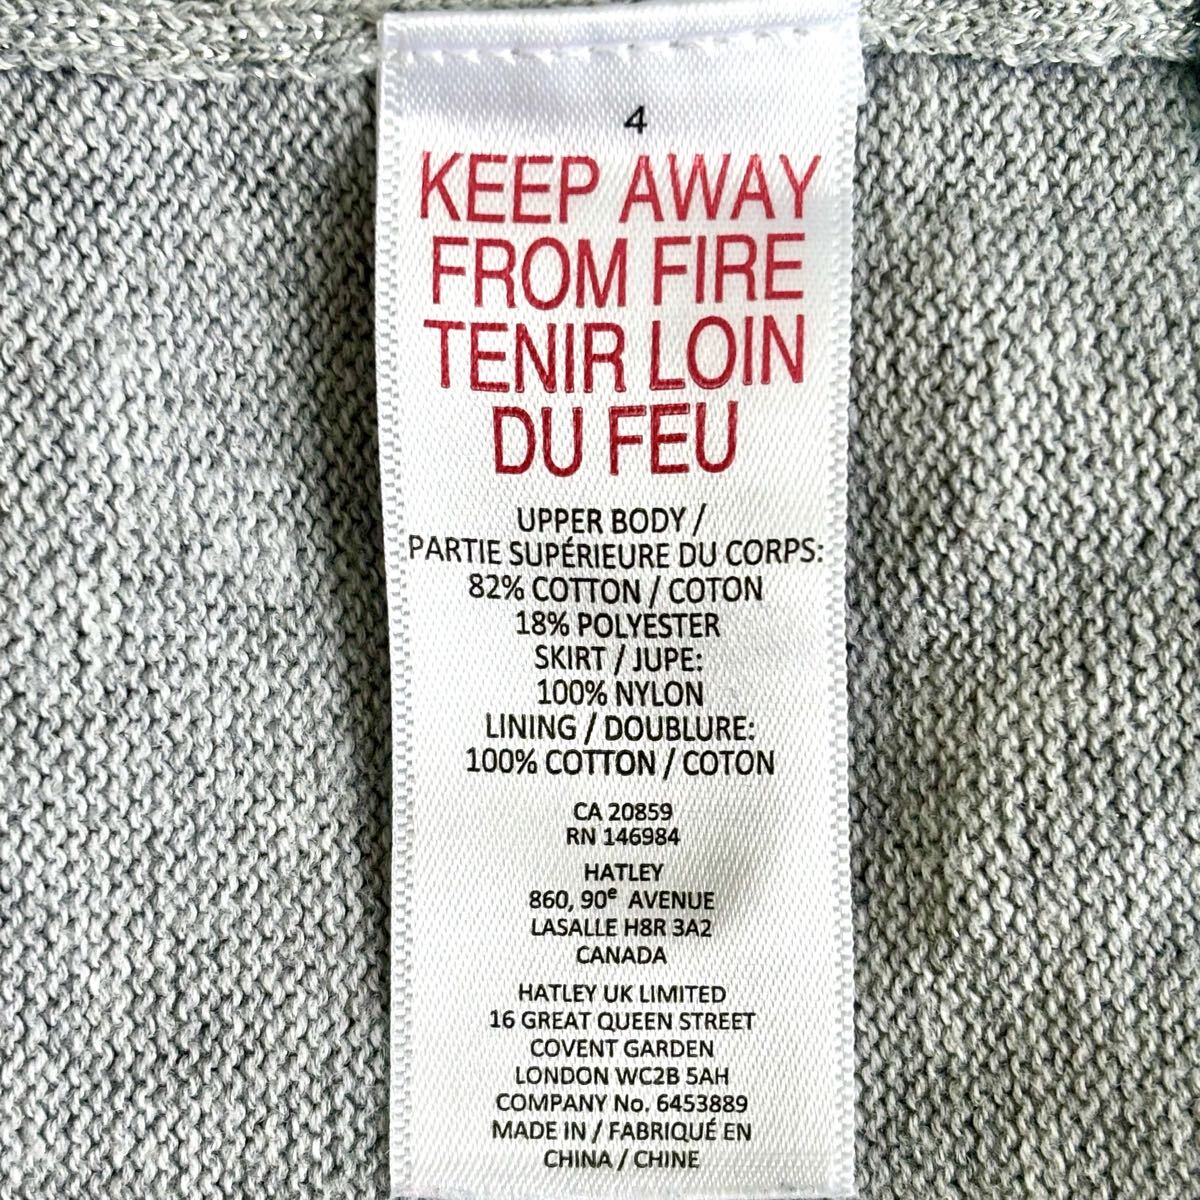 4
KEEP AWAY
FROM FIRE
TENIR LOIN
DU FEU
UPPER BODY /
PARTIE SUPÉRIEURE DU CORPS:
82% COTTON / COTON
18% POLYESTER
SKIRT / JUPE:
100% NYLON
LINING / DOUBLURE:
100% COTTON / COTON
CA 20859
RN 146984
HATLEY
860, 90e AVENUE
LASALLE H8R 3A2
CANADA
HATLEY UK LIMITED
16 GREAT QUEEN STREET
COVENT GARDEN
LONDON WC2B 5AH
COMPANY No. 6453889
MADE IN / FABRIQUÉ EN
CHINA / CHINE